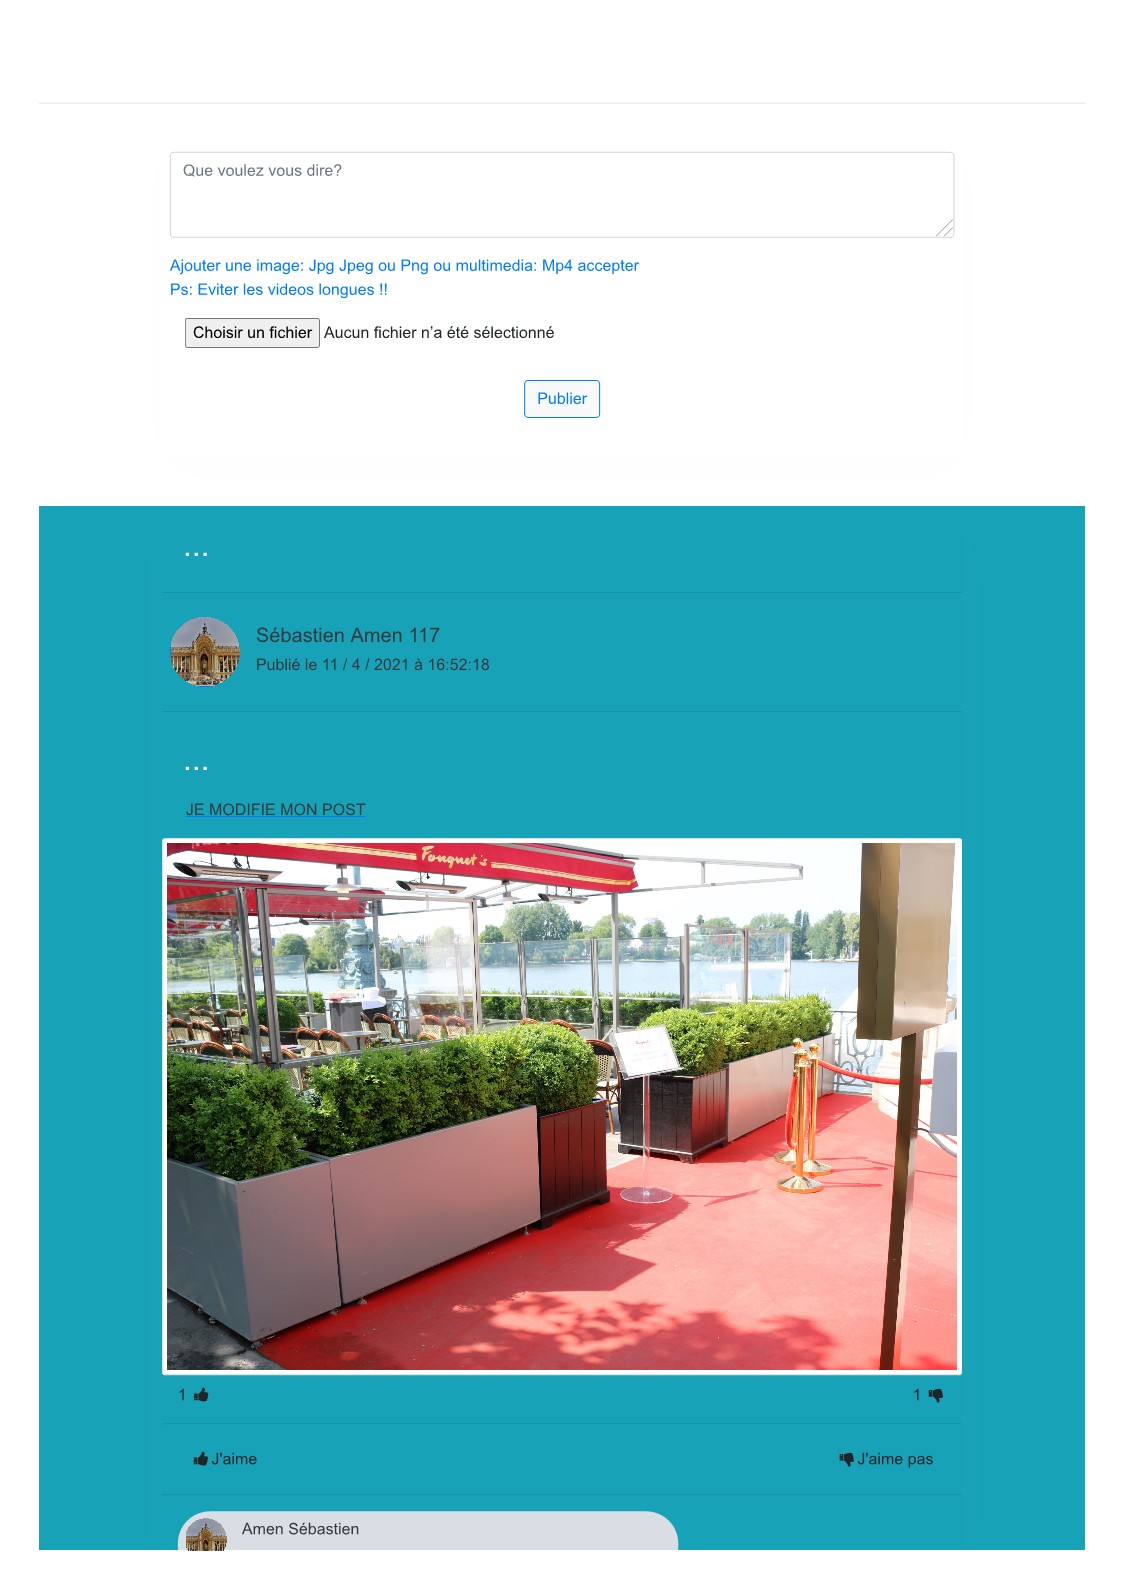 Que voulez vous dire?
Ajouter une image: Jpg Jpeg ou Png ou multimedia: Mp4 accepter
Ps: Eviter les videos longues !!
Choisir un fichier Aucun fichier n’a été sélectionné
Publier
...
Sébastien Amen 117
Publié le 11 / 4 / 2021 à 16:52:18
...
JE MODIFIE MON POST
Fouquet's
1 1
J'aime J'aime pas
Amen Sébastien